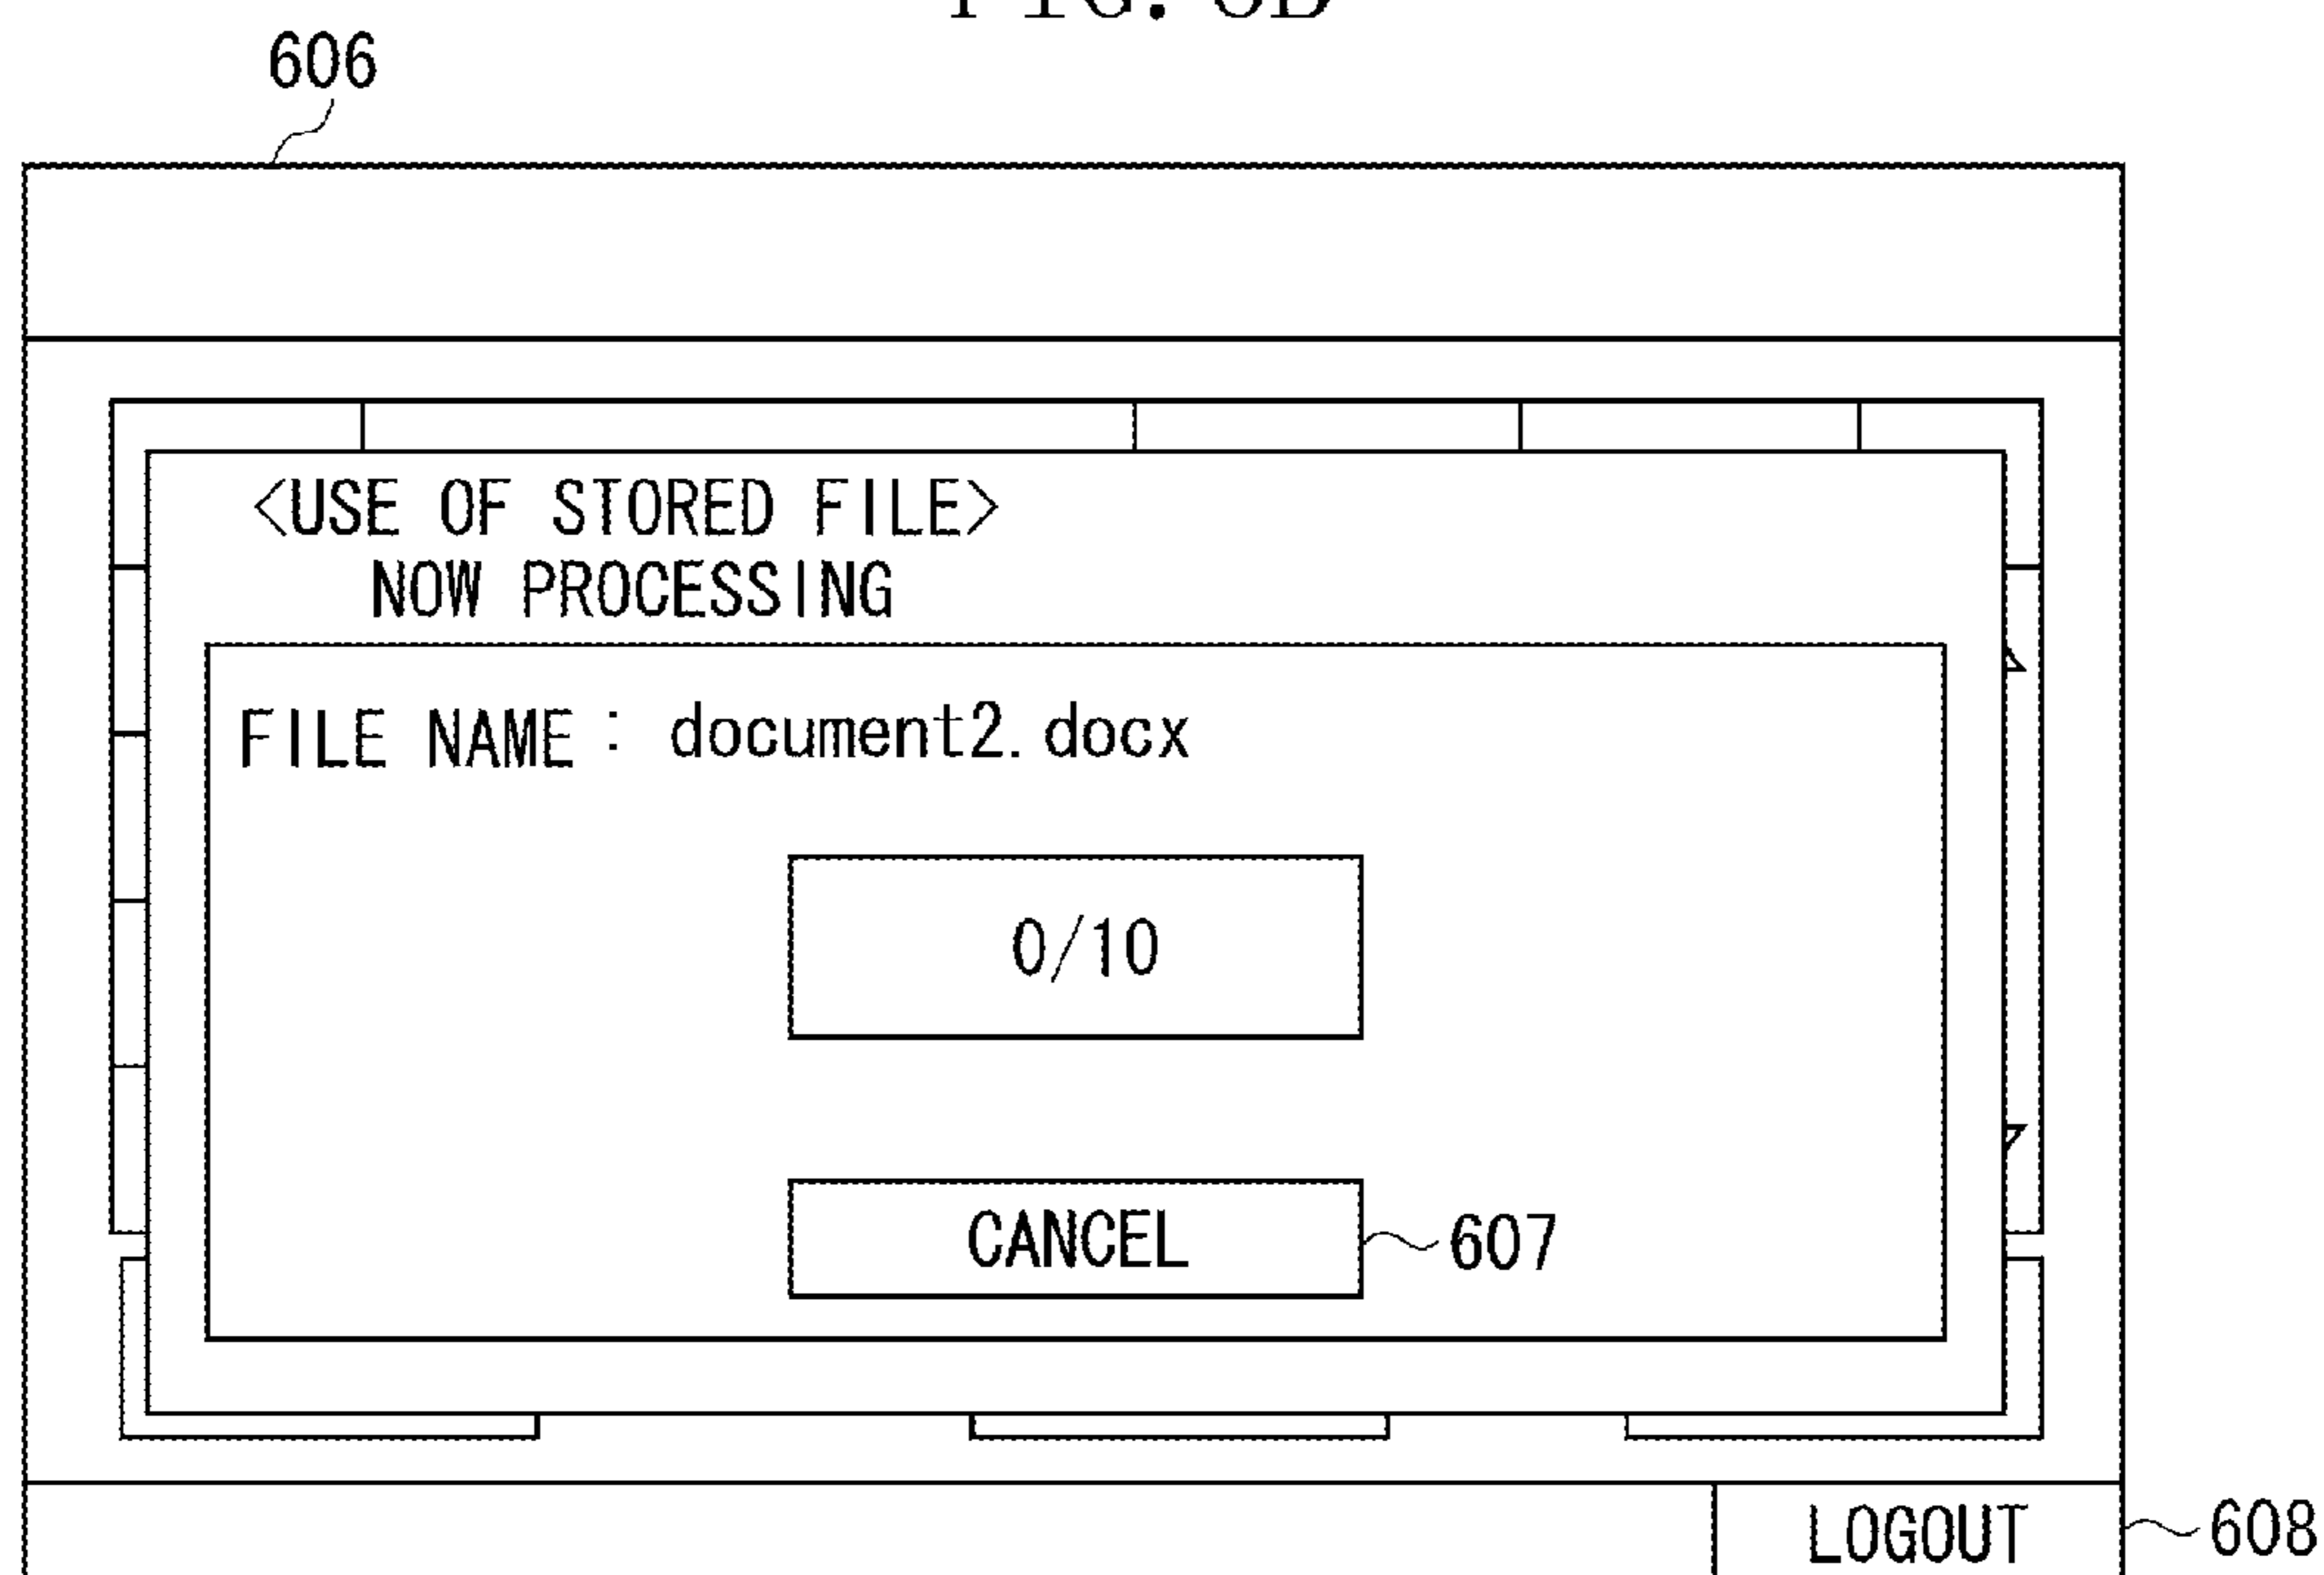 606
<USE OF STORED FILE>
NOW PROCESSING
FILE NAME : document2.docx
0/10
CANCEL
607
LOGOUT
608